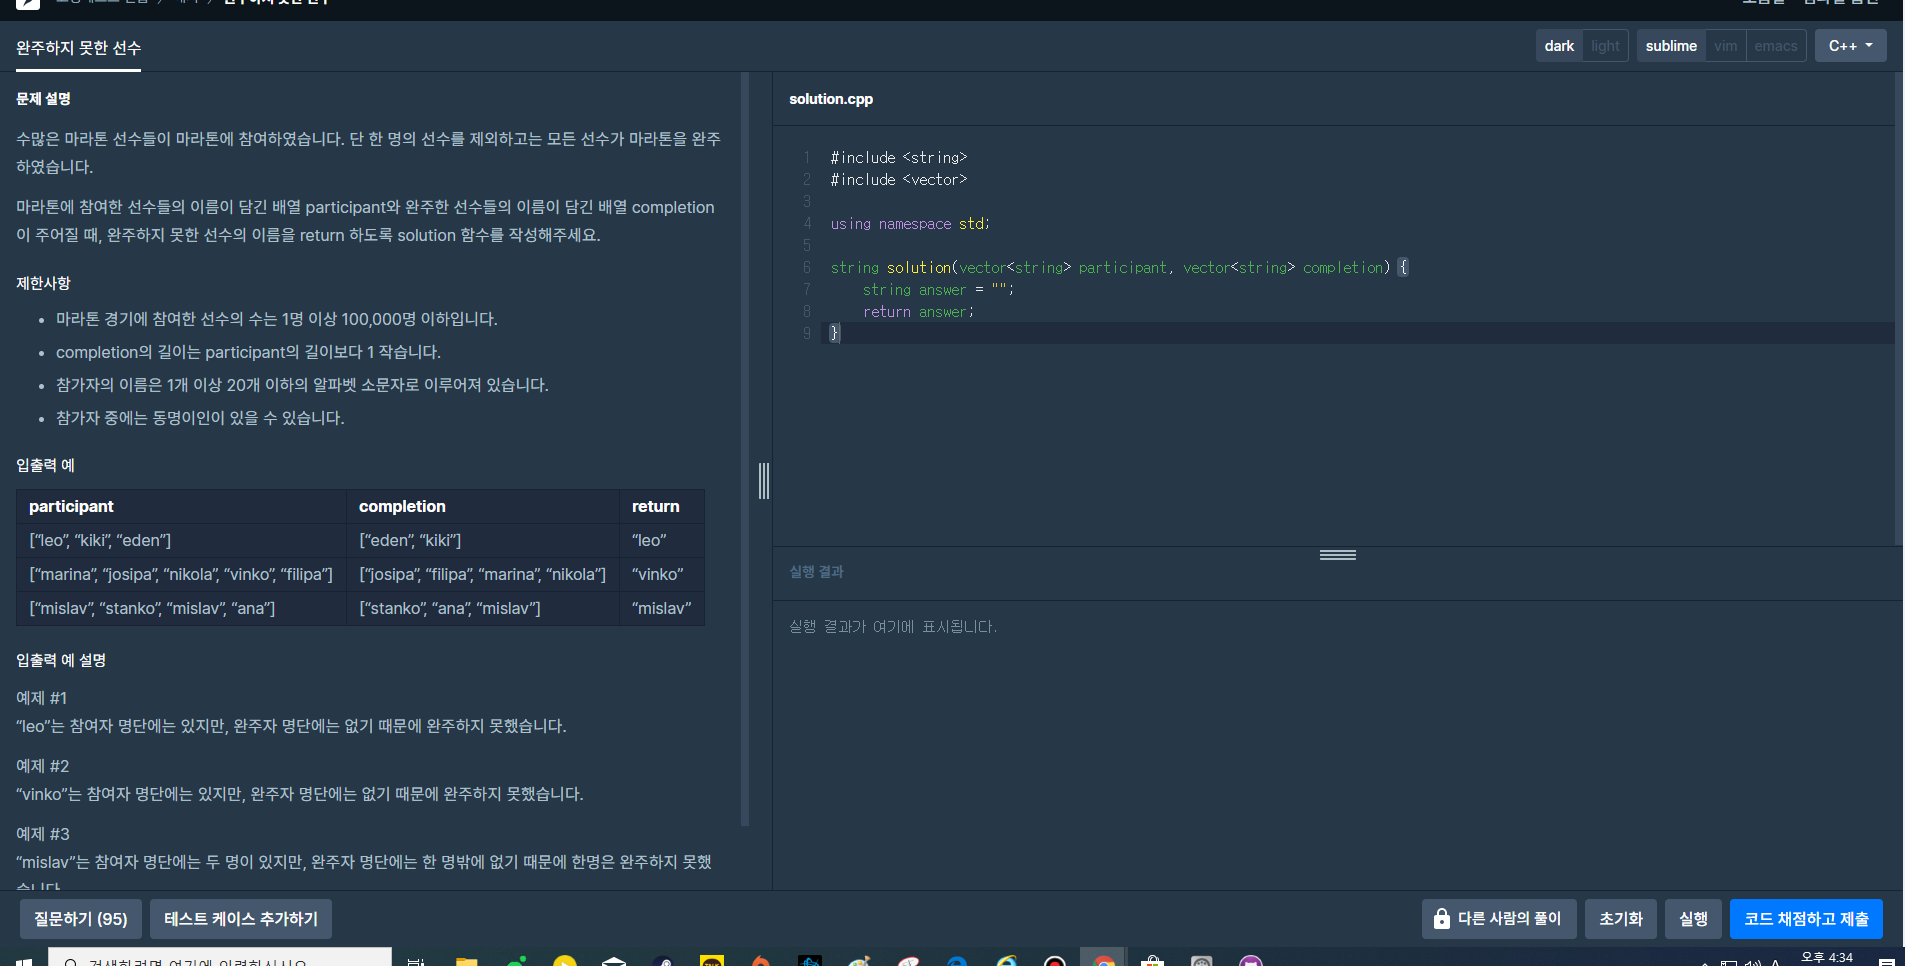 완주하지 못한 선수
dark light sublime vim emacs C++
문제 설명
수많은 마라톤 선수들이 마라톤에 참여하였습니다. 단 한 명의 선수를 제외하고는 모든 선수가 마라톤을 완주
하였습니다.
마라톤에 참여한 선수들의 이름이 담긴 배열 participant와 완주한 선수들의 이름이 담긴 배열 completion
이 주어질 때, 완주하지 못한 선수의 이름을 return 하도록 solution 함수를 작성해주세요.
제한사항
• 마라톤 경기에 참여한 선수의 수는 1명 이상 100,000명 이하입니다.
• completion의 길이는 participant의 길이보다 1 작습니다.
• 참가자의 이름은 1개 이상 20개 이하의 알파벳 소문자로 이루어져 있습니다.
• 참가자 중에는 동명이인이 있을 수 있습니다.
입출력 예
participant completion return
[“leo”, “kiki”, “eden”] [“eden”, “kiki”] “leo”
[“marina”, “josipa”, “nikola”, “vinko”, “filipa”] [“josipa”, “filipa”, “marina”, “nikola”] “vinko”
[“mislav”, “stanko”, “mislav”, “ana”] [“stanko”, “ana”, “mislav”] “mislav”
입출력 예 설명
예제 #1
“leo”는 참여자 명단에는 있지만, 완주자 명단에는 없기 때문에 완주하지 못했습니다.
예제 #2
“vinko”는 참여자 명단에는 있지만, 완주자 명단에는 없기 때문에 완주하지 못했습니다.
예제 #3
“mislav”는 참여자 명단에는 두 명이 있지만, 완주자 명단에는 한 명밖에 없기 때문에 한명은 완주하지 못했
습니다.
solution.cpp
1 #include <string>
2 #include <vector>
3
4 using namespace std;
5
6 string solution(vector<string> participant, vector<string> completion) {
7     string answer = "";
8     return answer;
9 }
실행 결과
실행 결과가 여기에 표시됩니다.
질문하기 (95) 테스트 케이스 추가하기 다른 사람의 풀이 초기화 실행 코드 채점하고 제출
검색하려면 여기에 입력하십시오.
오후 4:34